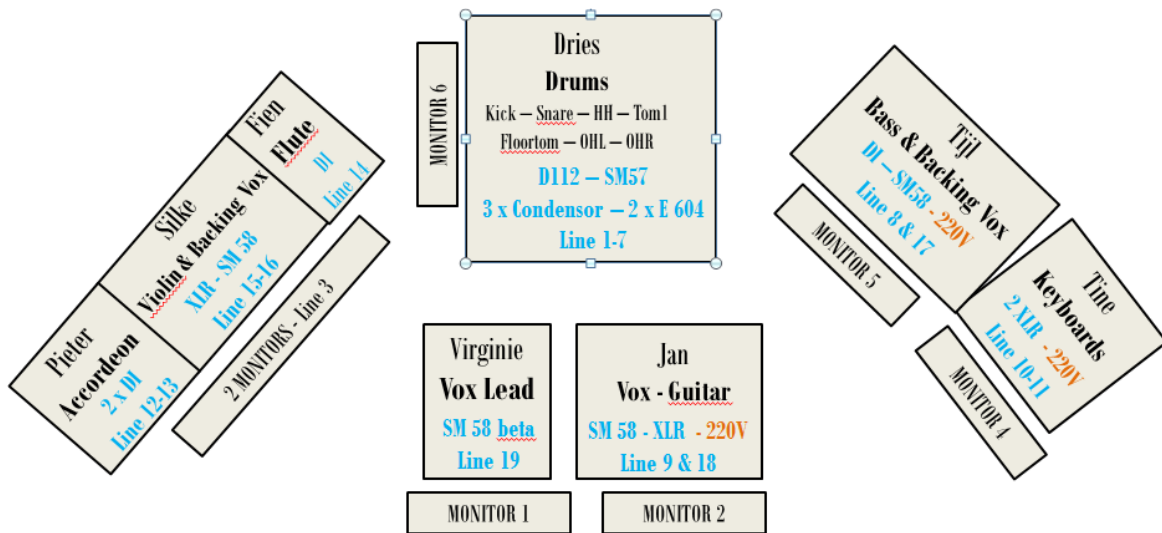 Dries
Drums
Kick – Snare – HH – Tom1
Floortom – OHL – OHR
D112 – SM57
3 x Condensor – 2 x E 604
Line 1-7
MONITOR 6
Fien
Flute
DI
Line 14
Silke
Violin & Backing Vox
XLR - SM 58
Line 15-16
Pieter
Accordeon
2 x DI
Line 12-13
2 MONITORS - Line 3
Tijl
Bass & Backing Vox
DI – SM58 - 220V
Line 8 & 17
MONITOR 5
Tine
Keyboards
2 XLR - 220V
Line 10-11
MONITOR 4
Virginie
Vox Lead
SM 58 beta
Line 19
MONITOR 1
Jan
Vox - Guitar
SM 58 - XLR - 220V
Line 9 & 18
MONITOR 2